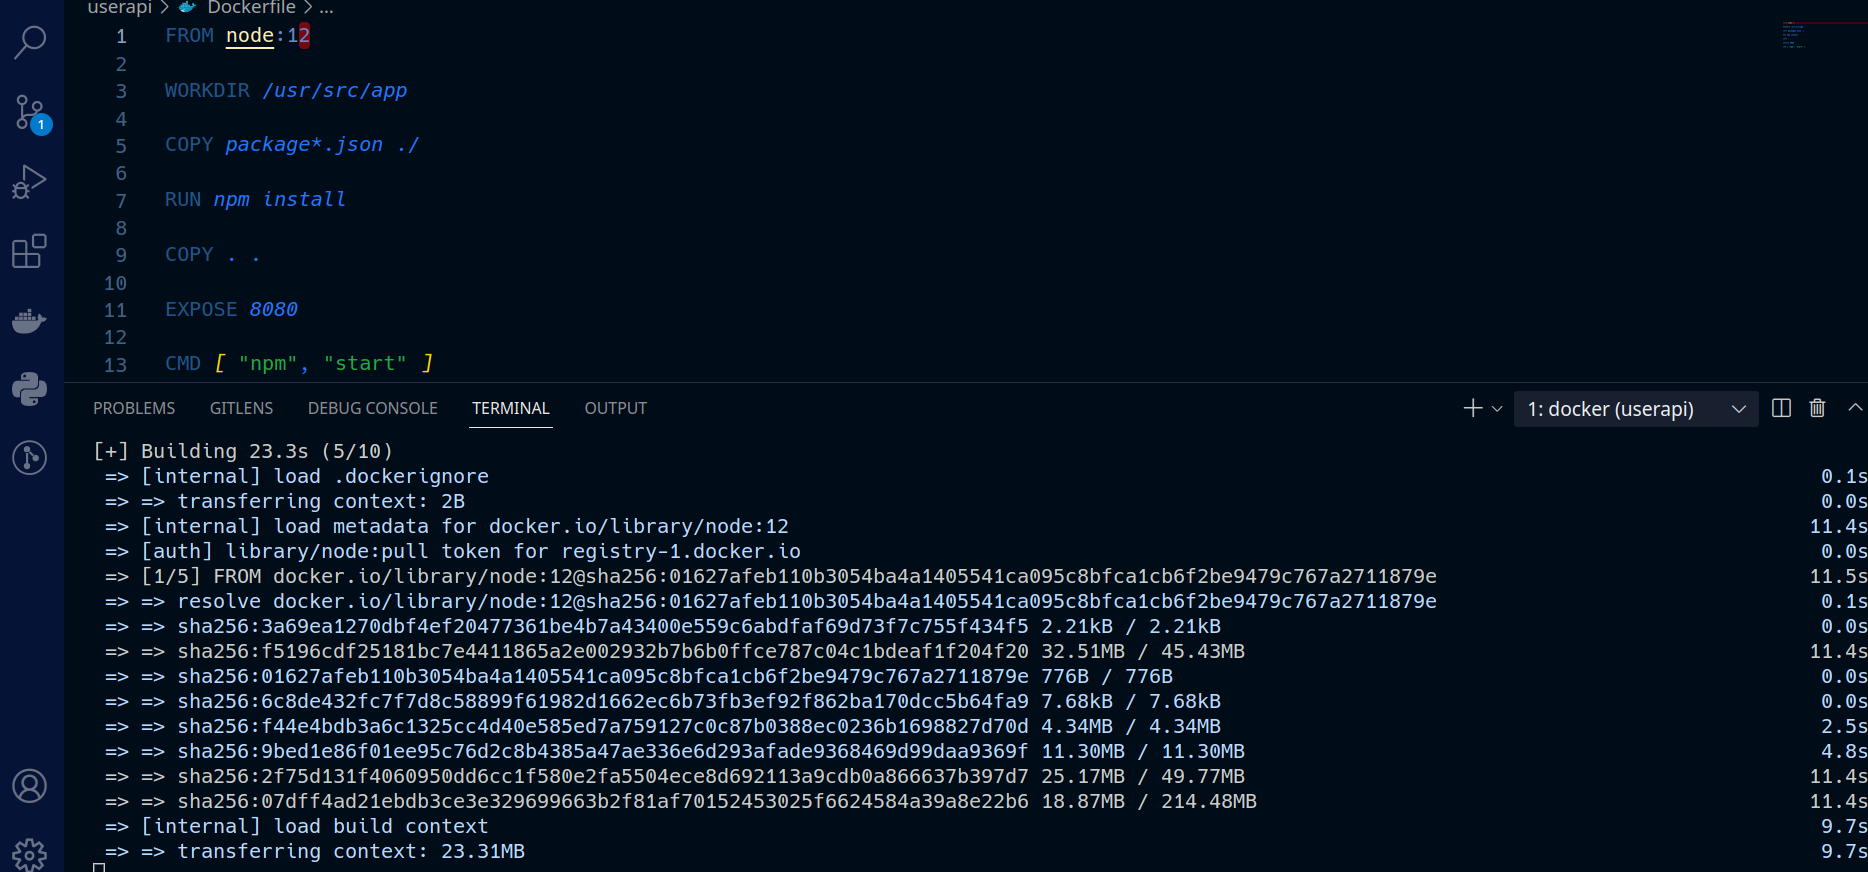 userapi > Dockerfile > ...
1 FROM node:12
2
3 WORKDIR /usr/src/app
4
5 COPY package*.json ./
6
7 RUN npm install
8
9 COPY . .
10
11 EXPOSE 8080
12
13 CMD [ "npm", "start" ]
1
PROBLEMS GITLENS DEBUG CONSOLE TERMINAL OUTPUT 1: docker (userapi)
[+] Building 23.3s (5/10)
=> [internal] load .dockerignore 0.1s
=> => transferring context: 2B 0.0s
=> [internal] load metadata for docker.io/library/node:12 11.4s
=> [auth] library/node:pull token for registry-1.docker.io 0.0s
=> [1/5] FROM docker.io/library/node:12@sha256:01627afeb110b3054ba4a1405541ca095c8bfca1cb6f2be9479c767a2711879e 11.5s
=> => resolve docker.io/library/node:12@sha256:01627afeb110b3054ba4a1405541ca095c8bfca1cb6f2be9479c767a2711879e 0.1s
=> => sha256:3a69ea1270dbf4ef20477361be4b7a43400e559c6abdfaf69d73f7c755f434f5 2.21kB / 2.21kB 0.0s
=> => sha256:f5196cdf25181bc7e4411865a2e002932b7b6b0ffce787c04c1bdeaf1f204f20 32.51MB / 45.43MB 11.4s
=> => sha256:01627afeb110b3054ba4a1405541ca095c8bfca1cb6f2be9479c767a2711879e 776B / 776B 0.0s
=> => sha256:6c8de432fc7f7d8c58899f61982d1662ec6b73fb3ef92f862ba170dcc5b64fa9 7.68kB / 7.68kB 0.0s
=> => sha256:f44e4bdb3a6c1325cc4d40e585ed7a759127c0c87b0388ec0236b1698827d70d 4.34MB / 4.34MB 2.5s
=> => sha256:9bed1e86f01ee95c76d2c8b4385a47ae336e6d293afade9368469d99daa9369f 11.30MB / 11.30MB 4.8s
=> => sha256:2f75d131f4060950dd6cc1f580e2fa5504ece8d692113a9cdb0a866637b397d7 25.17MB / 49.77MB 11.4s
=> => sha256:07dff4ad21ebdb3ce3e329699663b2f81af70152453025f6624584a39a8e22b6 18.87MB / 214.48MB 11.4s
=> [internal] load build context 9.7s
=> => transferring context: 23.31MB 9.7s